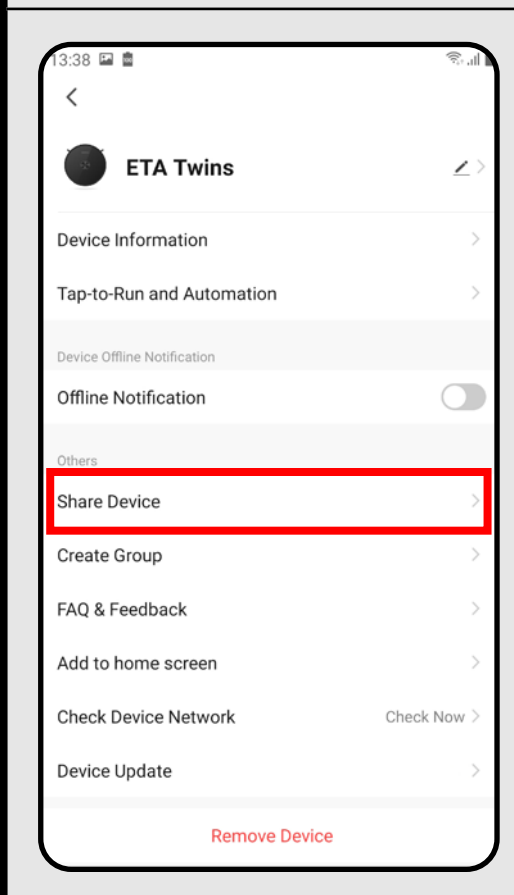 13:38
ETA Twins
Device Information
Tap-to-Run and Automation
Device Offline Notification
Offline Notification
Others
Share Device
Create Group
FAQ & Feedback
Add to home screen
Check Device Network Check Now
Device Update
Remove Device